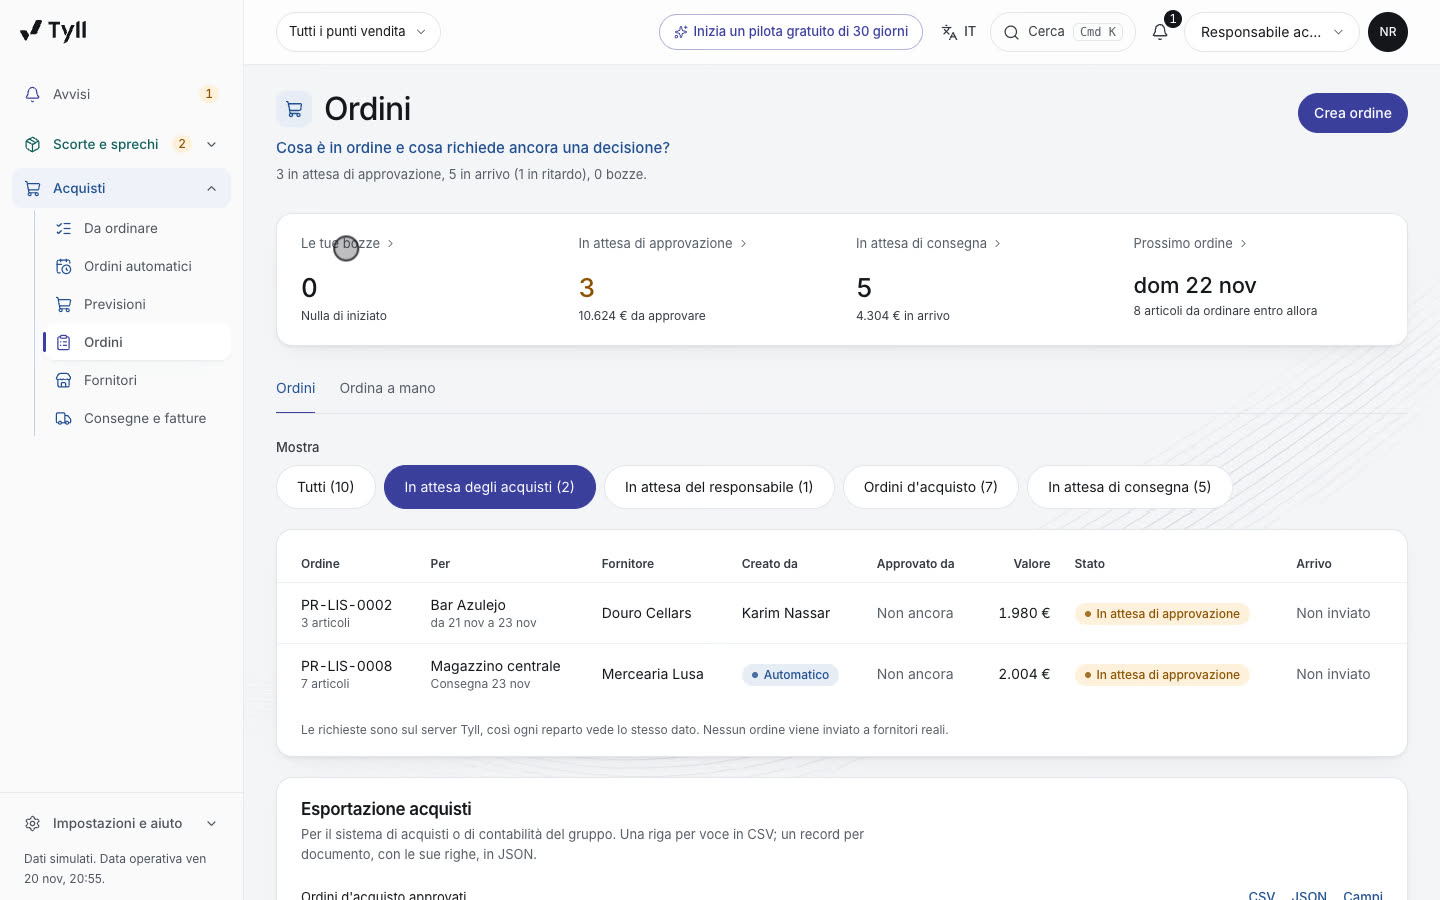 Tyll
Tutti i punti vendita
Inizia un pilota gratuito di 30 giorni
IT
Cerca
Cmd K
1
Responsabile ac...
NR
Avvisi
1
Scorte e sprechi
2
Acquisti
Da ordinare
Ordini automatici
Previsioni
Ordini
Fornitori
Consegne e fatture
Impostazioni e aiuto
Dati simulati. Data operativa ven
20 nov, 20:55.
Ordini
Crea ordine
Cosa è in ordine e cosa richiede ancora una decisione?
3 in attesa di approvazione, 5 in arrivo (1 in ritardo), 0 bozze.
Le tue bozze
0
Nulla di iniziato
In attesa di approvazione
3
10.624 € da approvare
In attesa di consegna
5
4.304 € in arrivo
Prossimo ordine
dom 22 nov
8 articoli da ordinare entro allora
Ordini
Ordina a mano
Mostra
Tutti (10)
In attesa degli acquisti (2)
In attesa del responsabile (1)
Ordini d'acquisto (7)
In attesa di consegna (5)
Ordine Per Fornitore Creato da Approvato da Valore Stato Arrivo
PR-LIS-0002 Bar Azulejo Douro Cellars Karim Nassar Non ancora 1.980 € In attesa di approvazione Non inviato
3 articoli da 21 nov a 23 nov
PR-LIS-0008 Magazzino centrale Mercearia Lusa Automatico Non ancora 2.004 € In attesa di approvazione Non inviato
7 articoli Consegna 23 nov
Le richieste sono sul server Tyll, così ogni reparto vede lo stesso dato. Nessun ordine viene inviato a fornitori reali.
Esportazione acquisti
Per il sistema di acquisti o di contabilità del gruppo. Una riga per voce in CSV; un record per
documento, con le sue righe, in JSON.
Ordini d'acquisto approvati
CSV JSON Campi